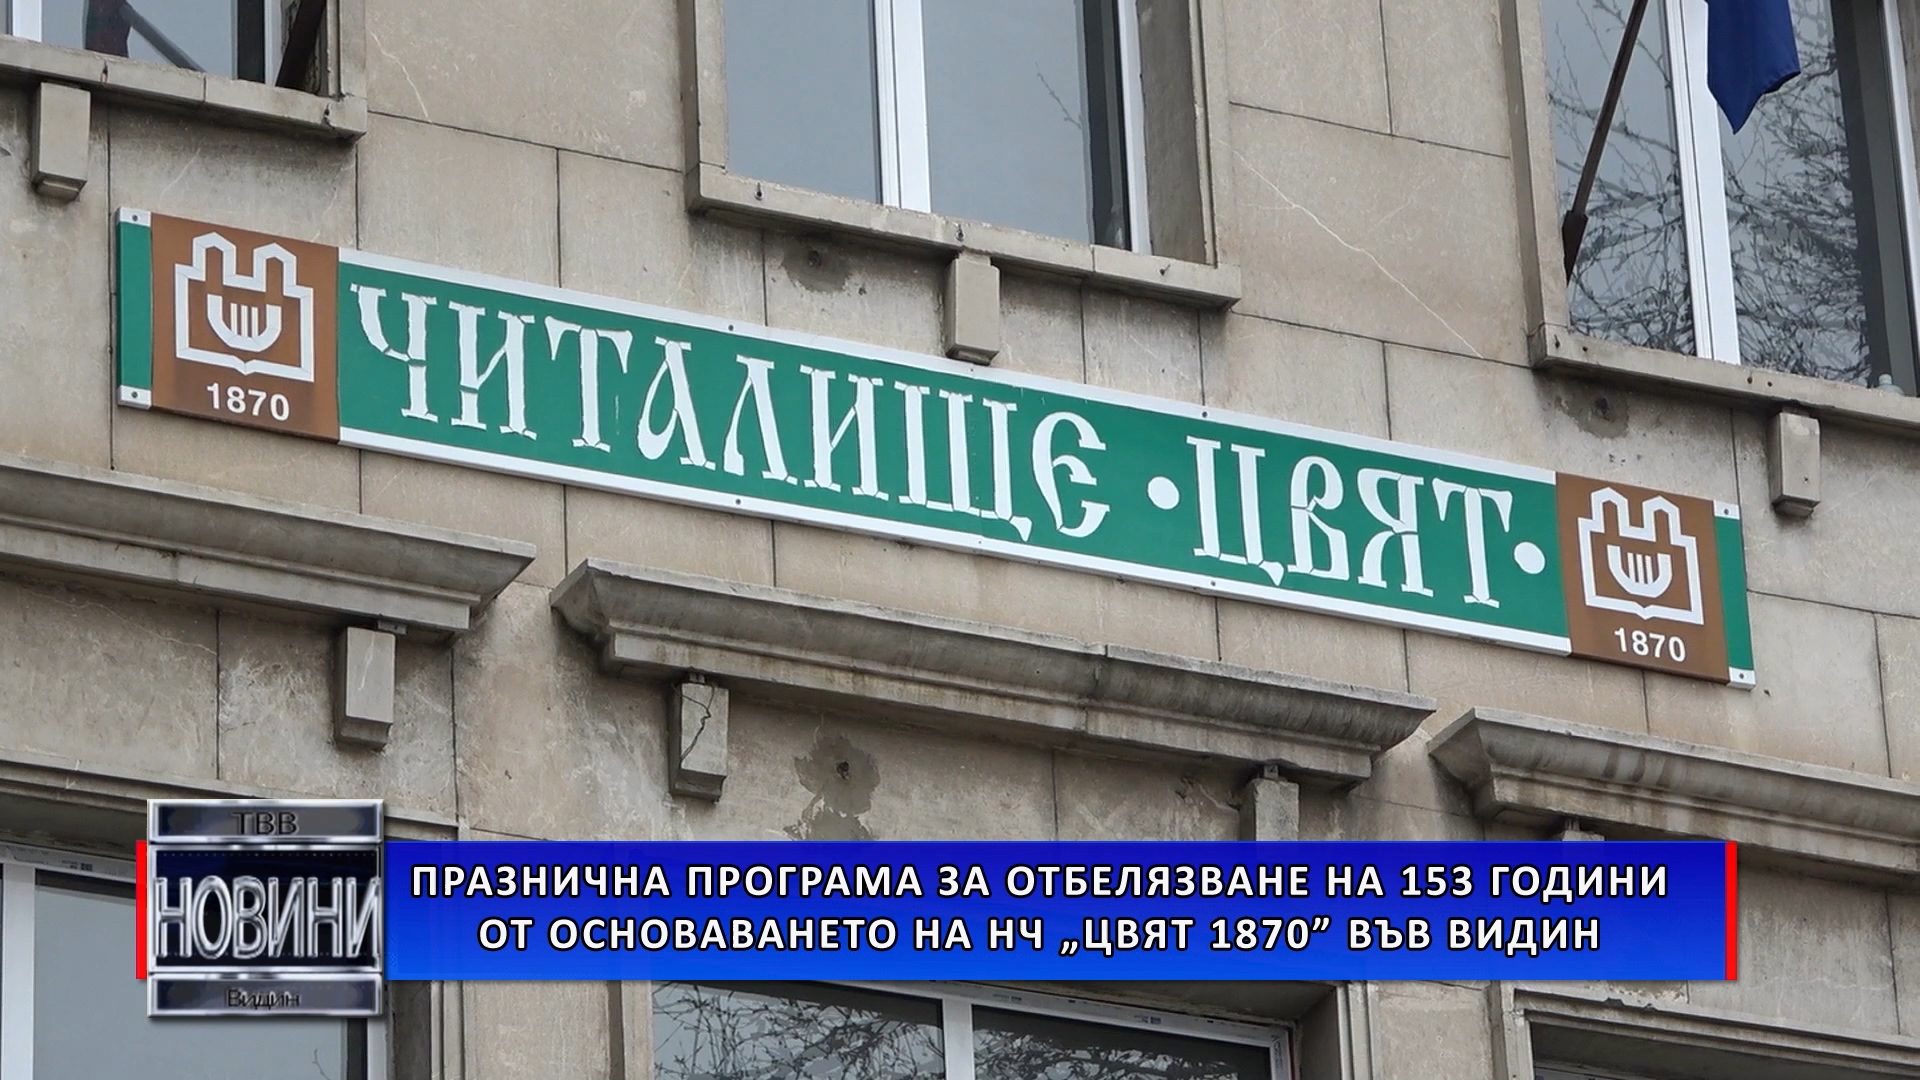 1870
ЧИТАЛИЩЕ • ЦВЯТ •
1870
ТВВ
НОВИНИ
Видин
ПРАЗНИЧНА ПРОГРАМА ЗА ОТБЕЛЯЗВАНЕ НА 153 ГОДИНИ
ОТ ОСНОВАВАНЕТО НА НЧ „ЦВЯТ 1870” ВЪВ ВИДИН